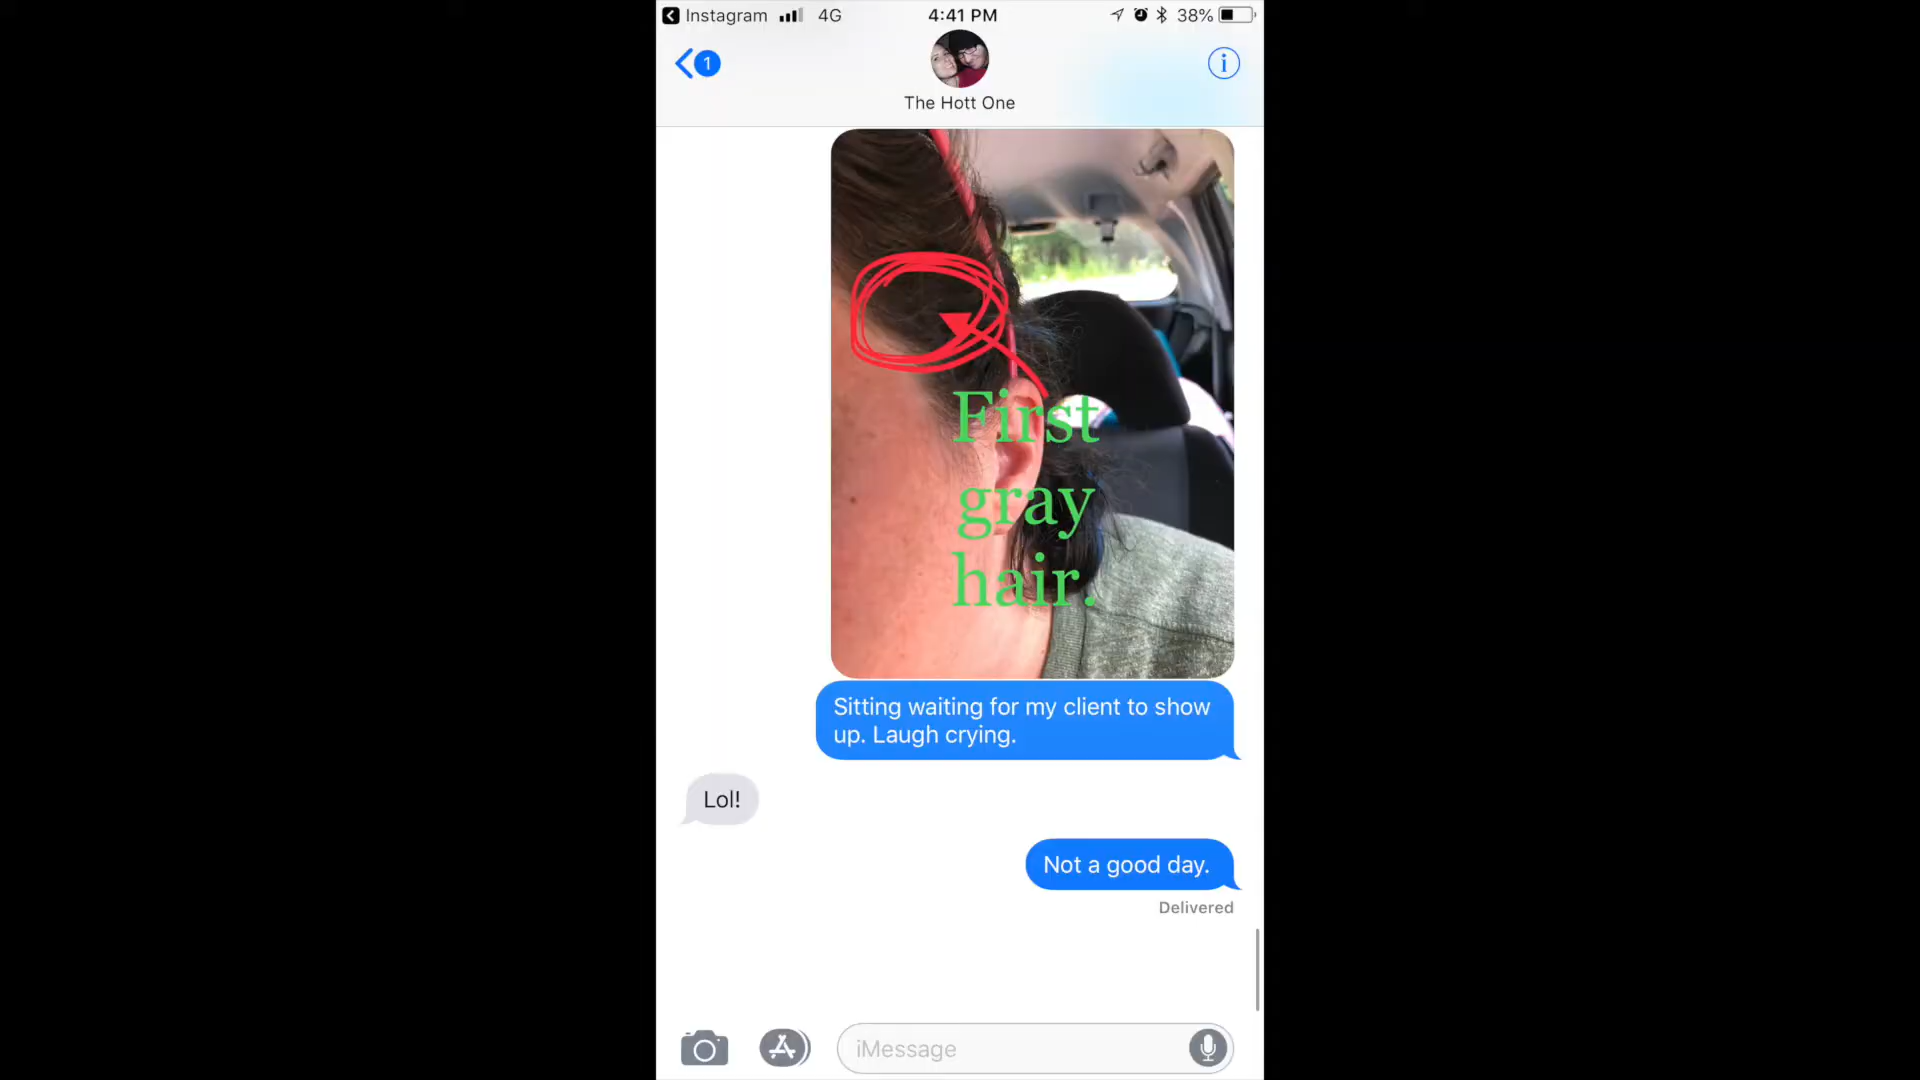 Instagram 4G 4:41 PM 38%
1
The Hott One
First
gray
hair.
Sitting waiting for my client to show
up. Laugh crying.
Lol!
Not a good day.
Delivered
iMessage